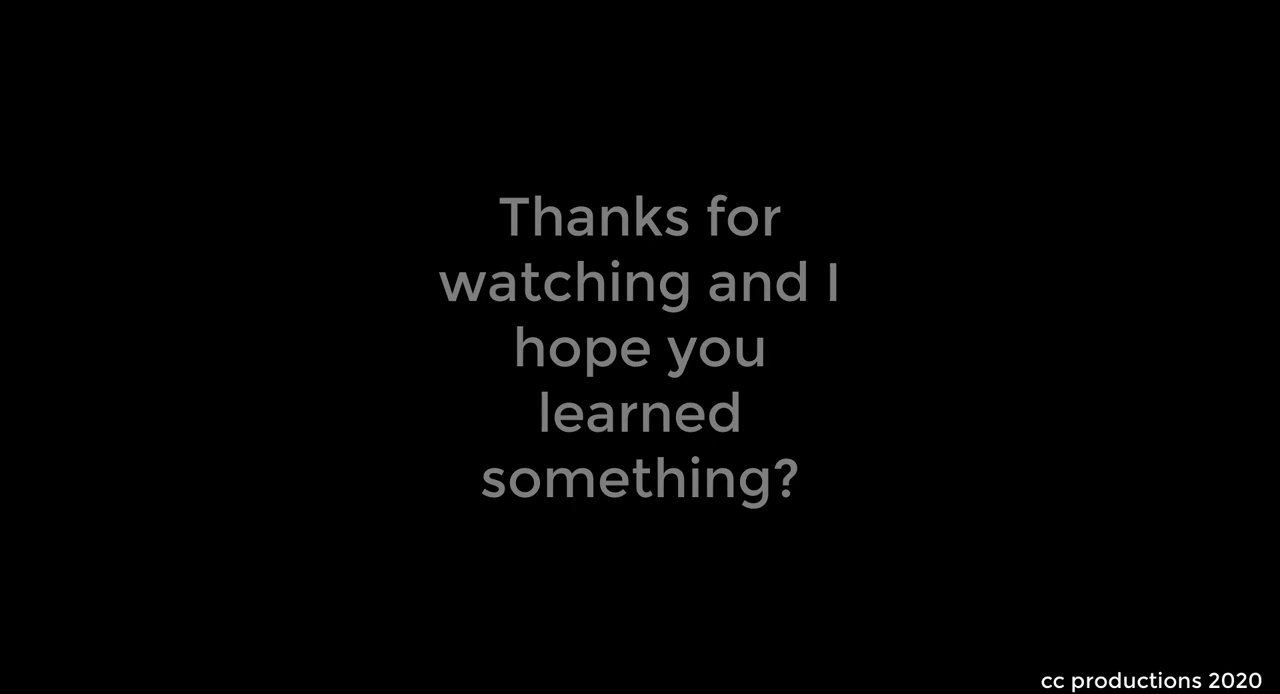 Thanks for
watching and I
hope you
learned
something?
cc productions 2020